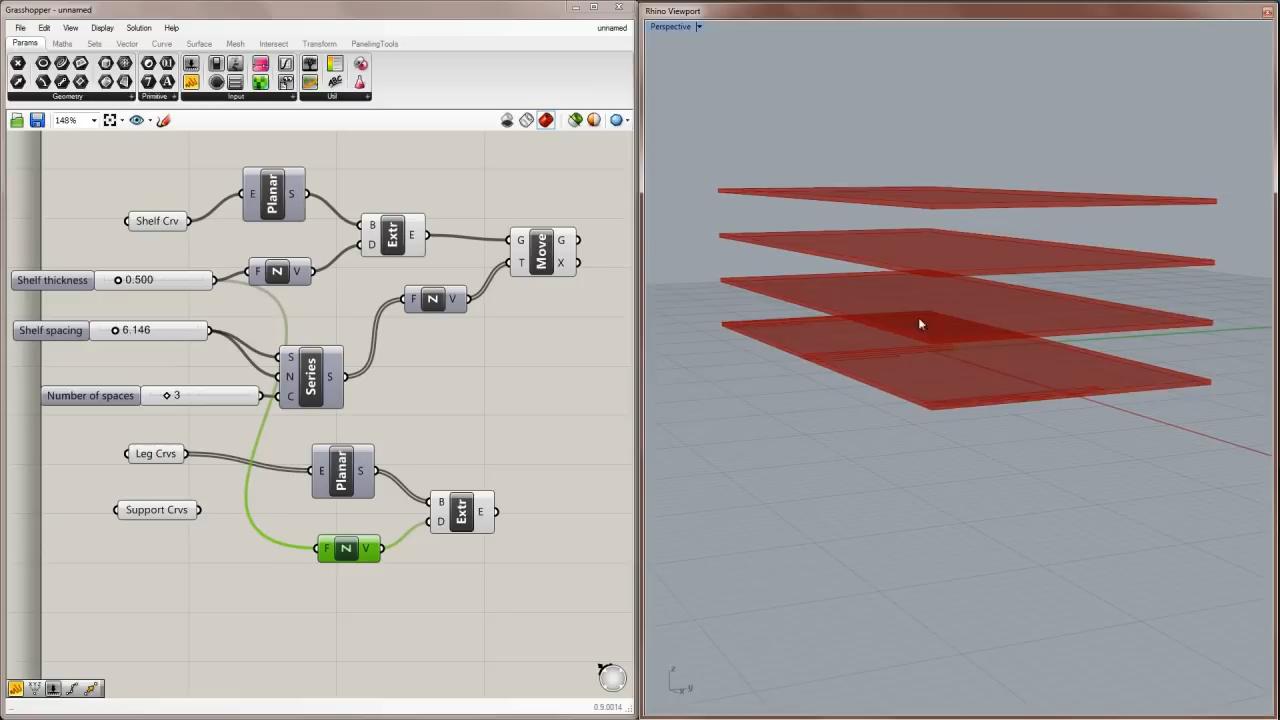 Grasshopper - unnamed
File Edit View Display Solution Help
unnamed
Params Maths Sets Vector Curve Surface Mesh Intersect Transform PanelingTools
Geometry Primitive Input Util
148%
Planar
E S
Shelf Crv
B
D
Extr
E
G
T
Move
G
X
Shelf thickness 0.500
F Z V
F Z V
Shelf spacing 6.146
S
N
C
Series
S
Number of spaces 3
Leg Crvs
E Planar S
B
D
Extr
E
Support Crvs
F Z V
0.9.0014
Rhino Viewport
Perspective
z
x y